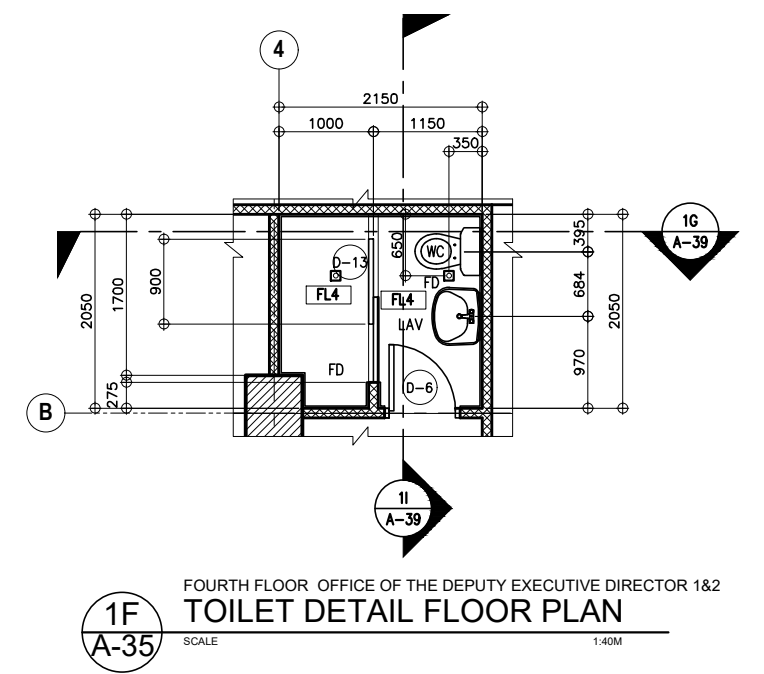 4
2150
1000 1150
350
1G
A-39
395
650
WC
D-13
FD
684
900
1700
2050
2050
FL4 FL4
LAV
FD
970
D-6
275
B
1I
A-39
FOURTH FLOOR OFFICE OF THE DEPUTY EXECUTIVE DIRECTOR 1&2
1F
TOILET DETAIL FLOOR PLAN
A-35
SCALE 1:40M